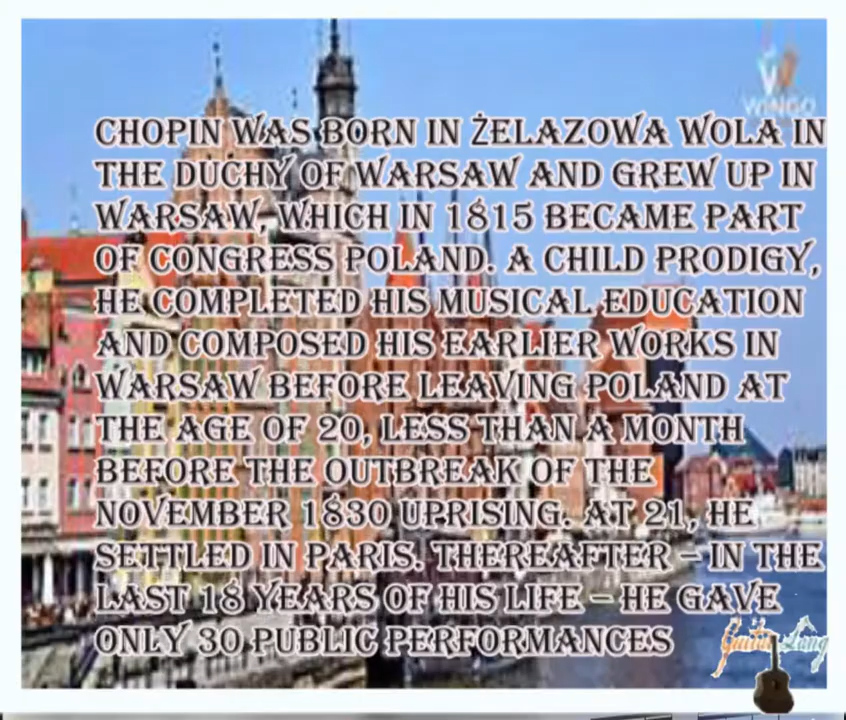 WINGO
CHOPIN WAS BORN IN ŻELAZOWA WOLA IN
THE DUCHY OF WARSAW AND GREW UP IN
WARSAW, WHICH IN 1815 BECAME PART
OF CONGRESS POLAND. A CHILD PRODIGY,
HE COMPLETED HIS MUSICAL EDUCATION
AND COMPOSED HIS EARLIER WORKS IN
WARSAW BEFORE LEAVING POLAND AT
THE AGE OF 20, LESS THAN A MONTH
BEFORE THE OUTBREAK OF THE
NOVEMBER 1830 UPRISING. AT 21, HE
SETTLED IN PARIS. THEREAFTER – IN THE
LAST 18 YEARS OF HIS LIFE – HE GAVE
ONLY 30 PUBLIC PERFORMANCES